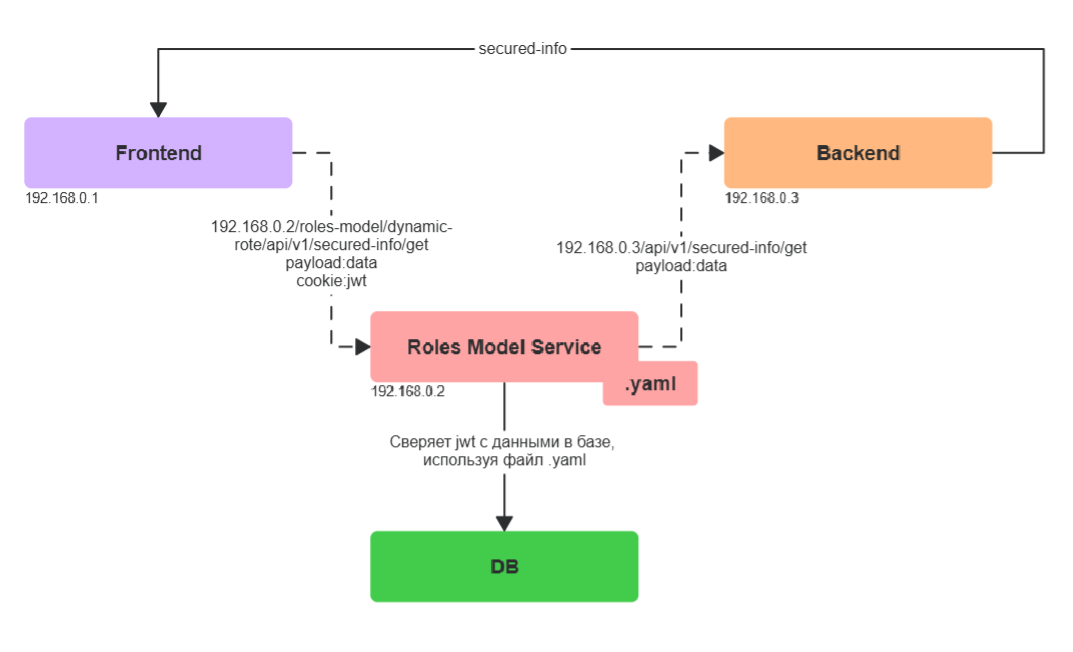 secured-info
Frontend
192.168.0.1
Backend
192.168.0.3
192.168.0.2/roles-model/dynamic-
rote/api/v1/secured-info/get
payload:data
cookie:jwt
192.168.0.3/api/v1/secured-info/get
payload:data
Roles Model Service
.yaml
192.168.0.2
Сверяет jwt с данными в базе,
используя файл .yaml
DB